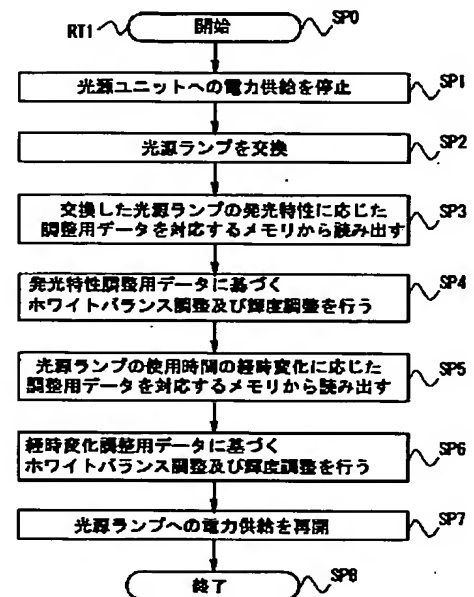 RT1 開始 SP0
光源ユニットへの電力供給を停止 SP1
光源ランプを交換 SP2
交換した光源ランプの発光特性に応じた SP3
調整用データを対応するメモリから読み出す
発光特性調整用データに基づく SP4
ホワイトバランス調整及び輝度調整を行う
光源ランプの使用時間の経時変化に応じた SP5
調整用データを対応するメモリから読み出す
経時変化調整用データに基づく SP6
ホワイトバランス調整及び輝度調整を行う
光源ランプへの電力供給を再開 SP7
終了 SP8